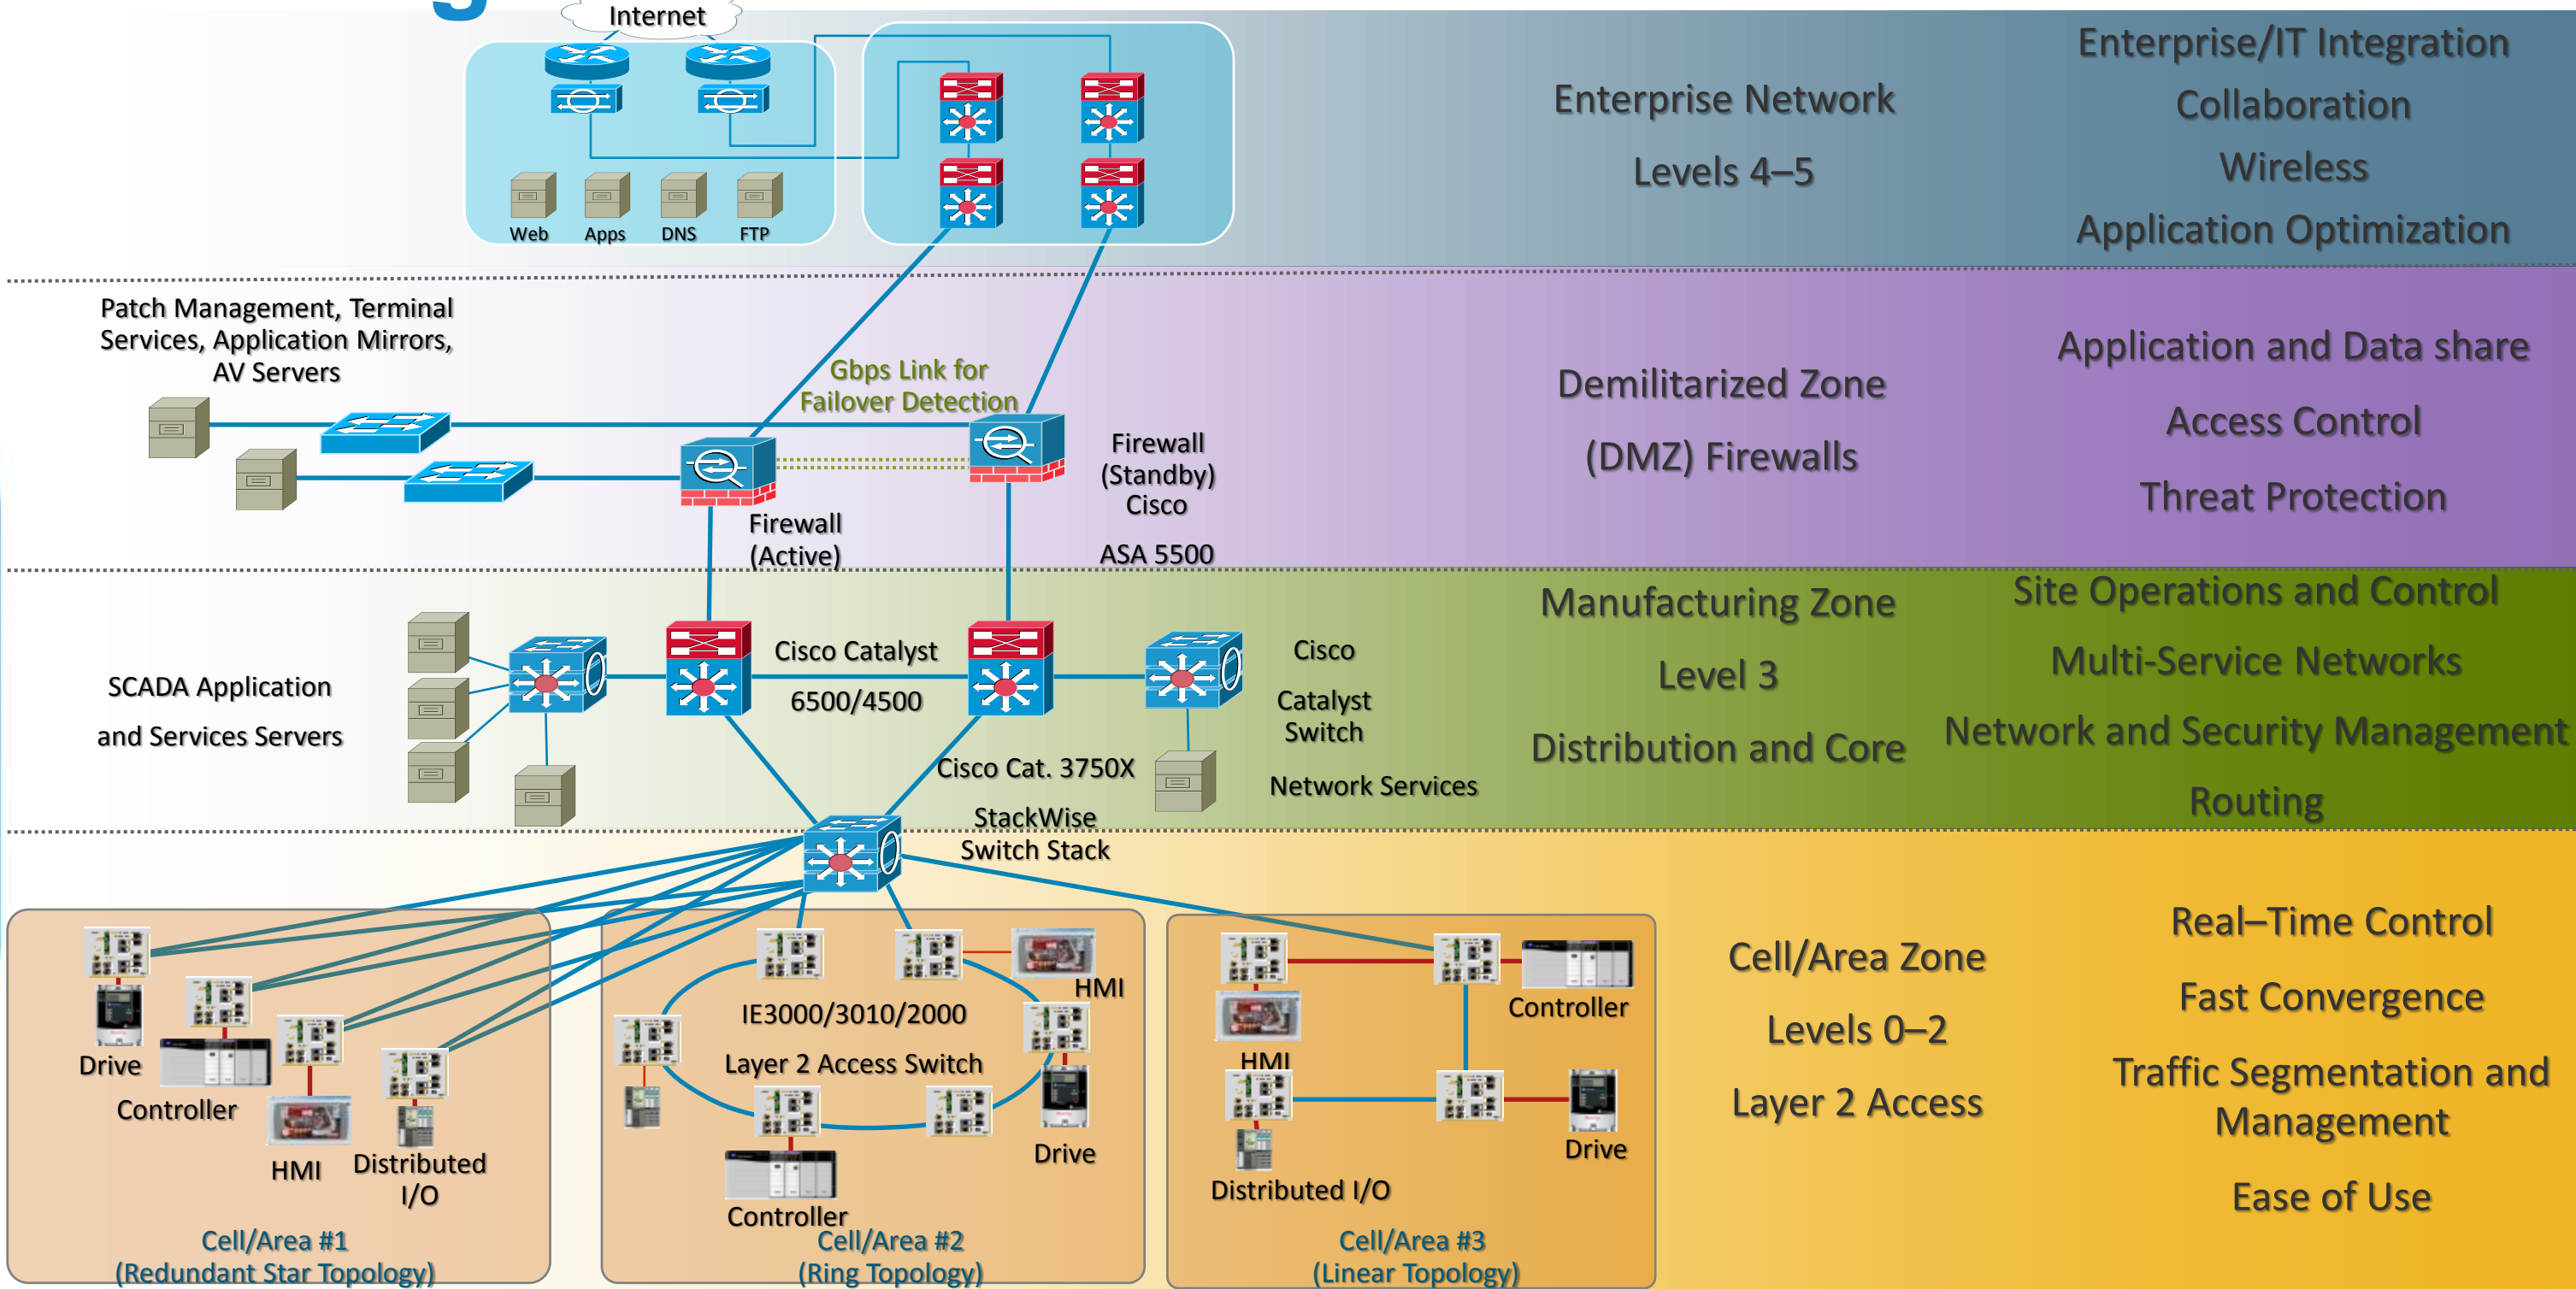 g
Internet
Web
Apps
DNS
FTP
Enterprise Network
Levels 4–5
Enterprise/IT Integration
Collaboration
Wireless
Application Optimization
Patch Management, Terminal
Services, Application Mirrors,
AV Servers
Gbps Link for
Failover Detection
Firewall
(Active)
Firewall
(Standby)
Cisco
ASA 5500
Demilitarized Zone
(DMZ) Firewalls
Application and Data share
Access Control
Threat Protection
SCADA Application
and Services Servers
Cisco Catalyst
6500/4500
Cisco
Catalyst
Switch
Network Services
Cisco Cat. 3750X
StackWise
Switch Stack
Manufacturing Zone
Level 3
Distribution and Core
Site Operations and Control
Multi-Service Networks
Network and Security Management
Routing
Drive
Controller
HMI
Distributed
I/O
Cell/Area #1
(Redundant Star Topology)
HMI
IE3000/3010/2000
Layer 2 Access Switch
Drive
Controller
Cell/Area #2
(Ring Topology)
Controller
HMI
Drive
Distributed I/O
Cell/Area #3
(Linear Topology)
Cell/Area Zone
Levels 0–2
Layer 2 Access
Real–Time Control
Fast Convergence
Traffic Segmentation and
Management
Ease of Use